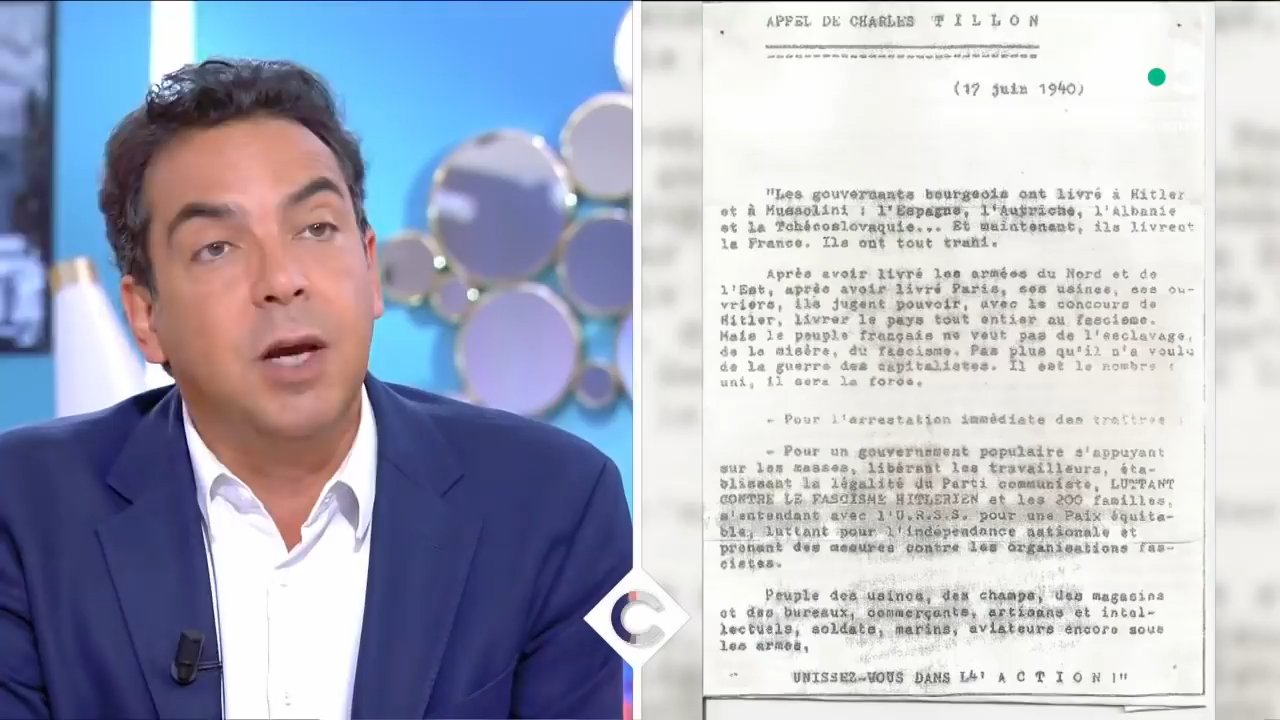 APPEL DE CHARLES T I L L O N
(17 juin 1940)
"Les gouvernants bourgeois ont livré à Hitler
et à Mussolini : l'Espagne, l'Autriche, l'Albanie
et la Tchécoslovaquie... Et maintenant, ils livrent
la France. Ils ont tout trahi.
Après avoir livré les armées du Nord et de
l'Est, après avoir livré Paris, ses usines, ses ou-
vriers, ils jugent pouvoir, avec le concours de
Hitler, livrer le pays tout entier au fascisme.
Mais le peuple français ne veut pas de l'esclavage,
de la misère, du fascisme. Pas plus qu'il n'a voulu
de la guerre des capitalistes. Il est le nombre :
uni, il sera la force.
- Pour l'arrestation immédiate des traîtres
- Pour un gouvernement populaire s'appuyant
sur les masses, libérant les travailleurs, éta-
blissant la légalité du Parti communiste, LUTTANT
CONTRE LE FASCISME HITLERIEN et les 200 familles,
s'entendant avec l'U.R.S.S. pour une Paix équita-
ble, luttant pour l'indépendance nationale et
prenant des mesures contre les organisations fas-
cistes.
Peuple des usines, des champs, des magasins
et des bureaux, commerçants, artisans et intel-
lectuels, soldats, marins, aviateurs encore sous
les armes,
UNISSEZ-VOUS DANS L' A C T I O N !"